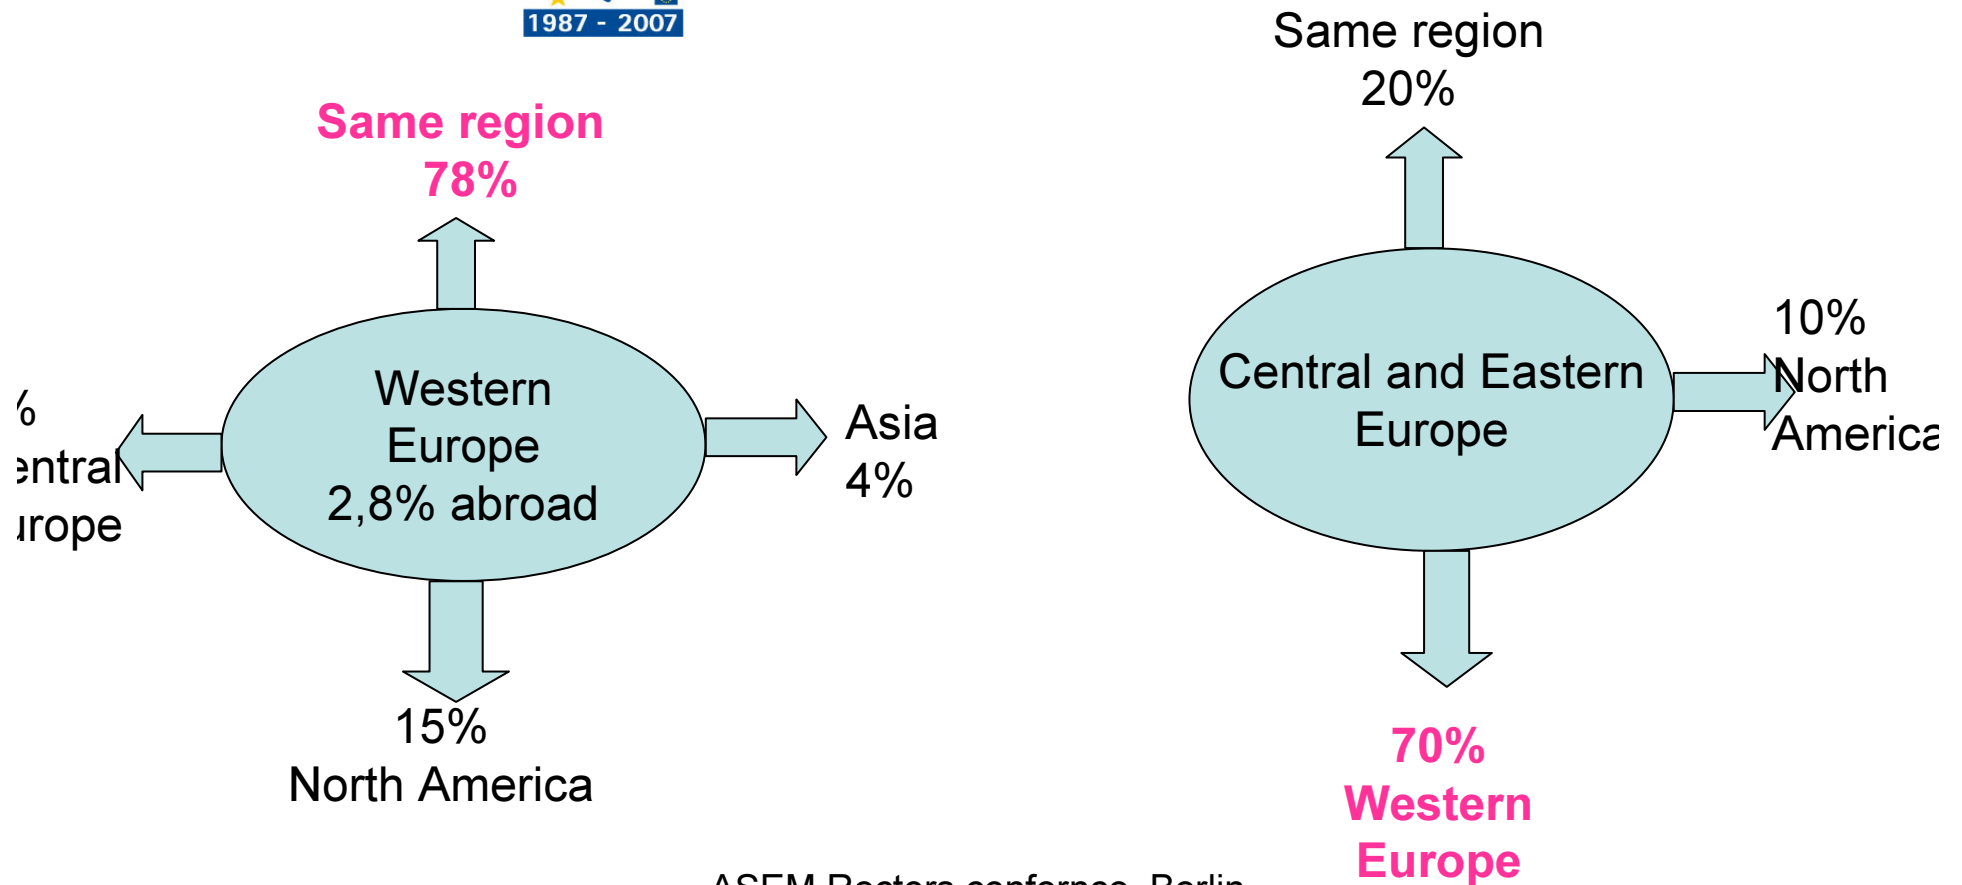 1987 - 2007
Same region
78%
Western
Europe
2,8% abroad
Asia
4%
%
15%
North America
Same region
20%
Central and Eastern
Europe
10%
North
America
70%
Western
Europe